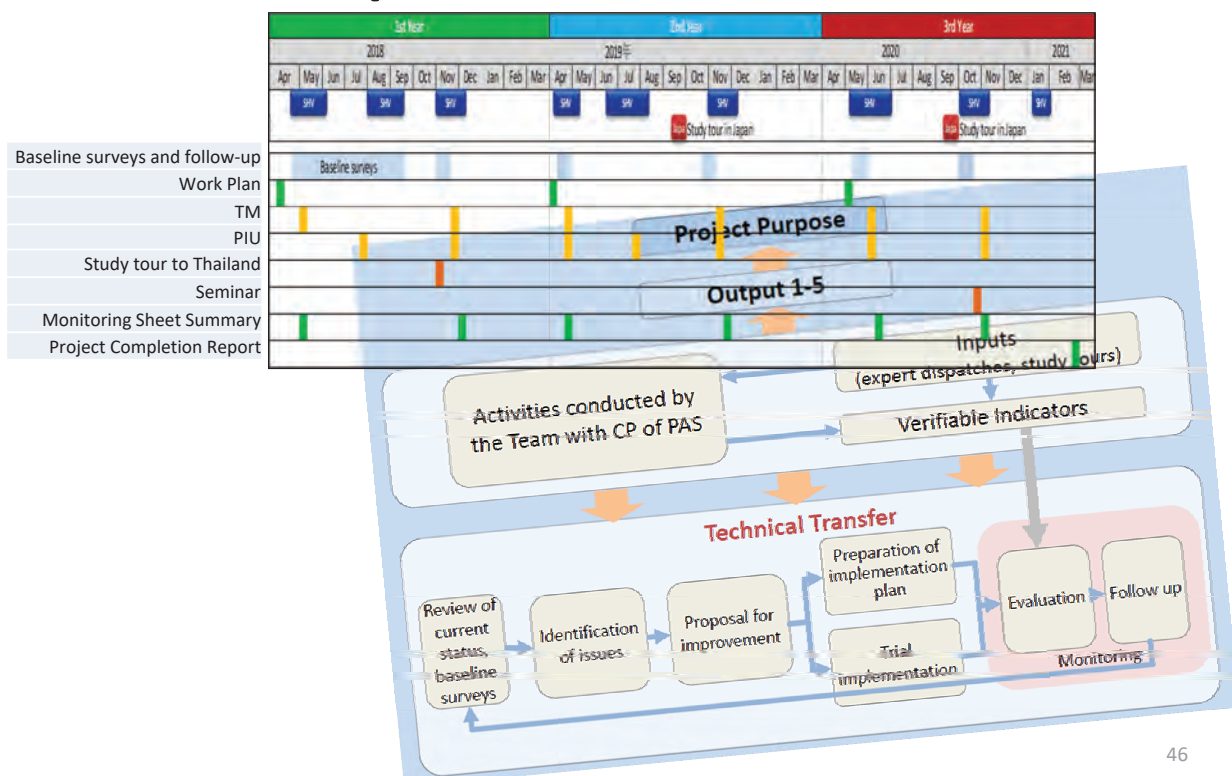 1st Year 2nd Year 3rd Year
2018 2019年 2020 2021
Apr May Jun Jul Aug Sep Oct Nov Dec Jan Feb Mar Apr May Jun Jul Aug Sep Oct Nov Dec Jan Feb Mar Apr May Jun Jul Aug Sep Oct Nov Dec Jan Feb Mar
SHV SHV SHV SHV SHV SHV SHV SHV SHV
Study tour in Japan Study tour in Japan
Baseline surveys and follow-up
Baseline surveys
Work Plan
TM
PIU
Study tour to Thailand
Seminar
Monitoring Sheet Summary
Project Completion Report
Project Purpose
Output 1-5
Inputs
(expert dispatches, study tours)
Activities conducted by
the Team with CP of PAS
Verifiable Indicators
Technical Transfer
Review of
current
status,
baseline
surveys
Identification
of issues
Proposal for
improvement
Preparation of
implementation
plan
Trial
implementation
Evaluation
Follow up
Monitoring
46